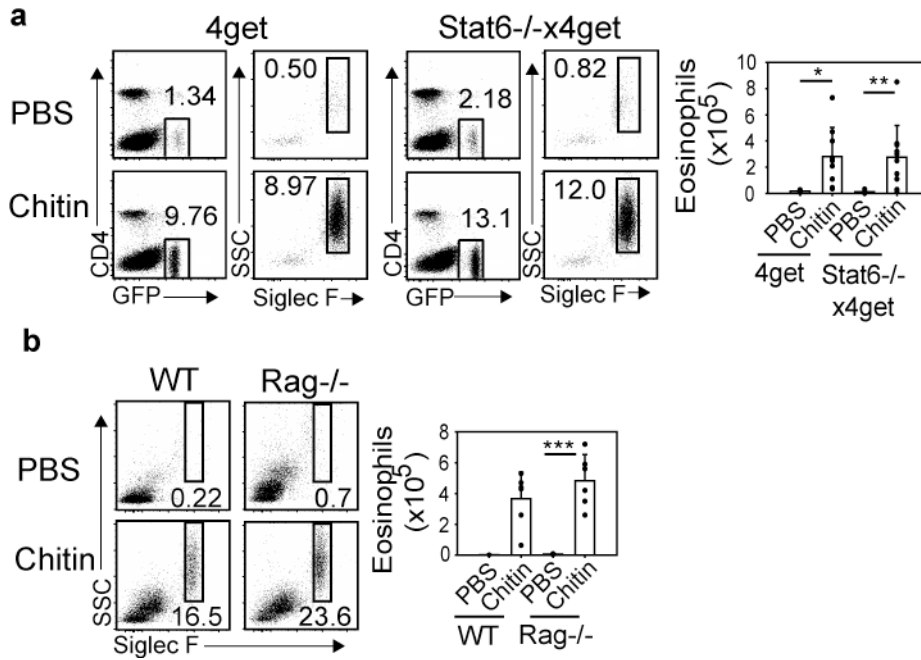 a
4get Stat6-/-x4get
PBS
Chitin
1.34 0.50 2.18 0.82
9.76 8.97 13.1 12.0
CD4 SSC CD4 SSC
GFP Siglec F GFP Siglec F
Eosinophils
(x10⁵)
10
8
6
4
2
0
* **
PBS Chitin PBS Chitin
4get Stat6-/-
x4get
b
WT Rag-/-
PBS
Chitin
0.22 0.7
16.5 23.6
SSC
Siglec F
Eosinophils
(x10⁵)
8
6
4
2
0
***
PBS Chitin PBS Chitin
WT Rag-/-